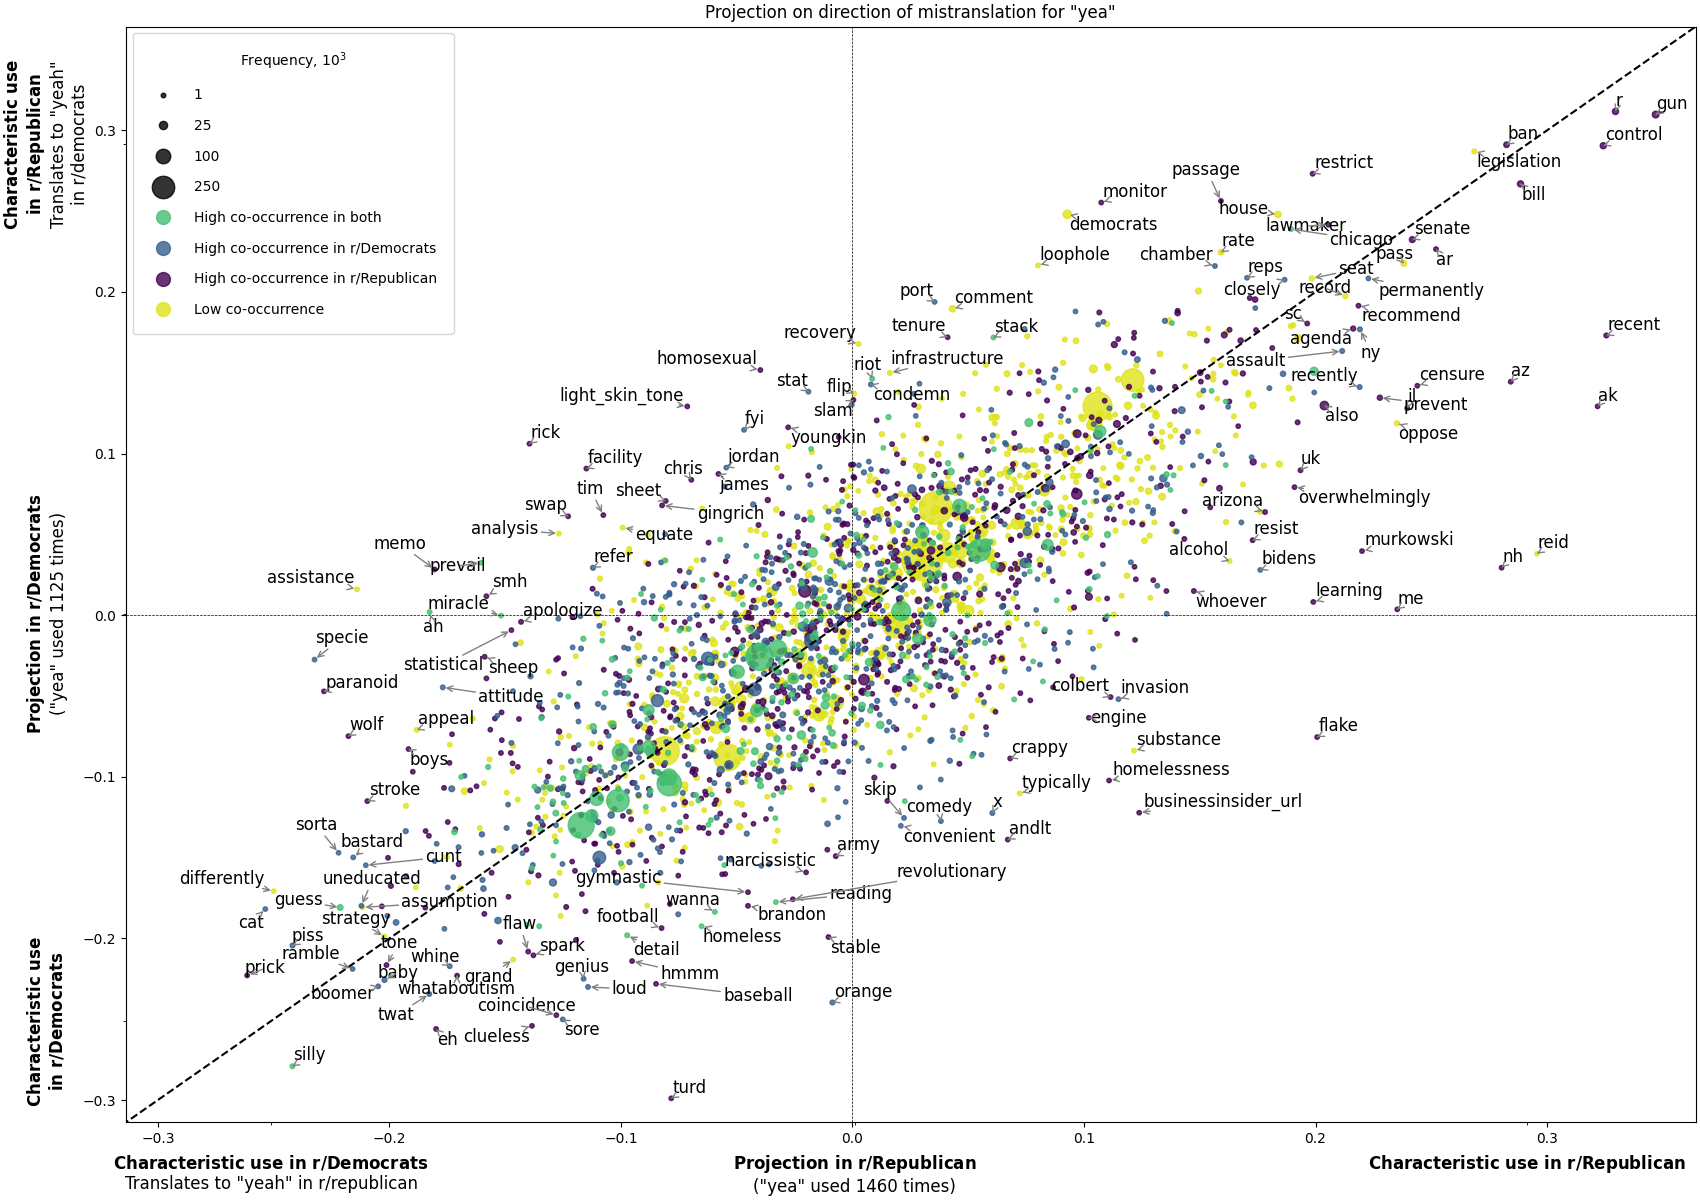 Projection on direction of mistranslation for "yea"
Frequency, 10^3
1
25
100
250
High co-occurrence in both
High co-occurrence in r/Democrats
High co-occurrence in r/Republican
Low co-occurrence
Characteristic use
in r/Republican
Translates to "yeah"
in r/democrats
Projection in r/Democrats
("yea" used 1125 times)
Characteristic use
in r/Democrats
0.3
0.2
0.1
0.0
−0.1
−0.2
−0.3
r
gun
ban
control
legislation
bill
restrict
passage
monitor
house
democrats
lawmaker
chicago
senate
rate
pass
ar
loophole
chamber
reps
seat
closely
record
permanently
port
comment
sc
recommend
tenure
stack
recent
recovery
agenda
ny
homosexual
riot
infrastructure
assault
stat
flip
condemn
recently
censure
az
light_skin_tone
slam
il
prevent
ak
also
fyi
youngkin
oppose
rick
facility
chris
jordan
uk
tim
sheet
james
overwhelmingly
swap
gingrich
arizona
analysis
equate
resist
memo
refer
alcohol
bidens
murkowski
reid
nh
prevail
assistance
smh
miracle
apologize
whoever
learning
me
ah
specie
statistical
sheep
paranoid
attitude
colbert
invasion
wolf
appeal
engine
flake
boys
crappy
substance
homelessness
stroke
skip
typically
comedy
x
businessinsider_url
sorta
bastard
convenient
andlt
cunt
army
differently
uneducated
narcissistic
gymnastic
revolutionary
guess
assumption
wanna
reading
cat
strategy
football
brandon
piss
tone
flaw
homeless
ramble
whine
spark
detail
stable
prick
baby
grand
genius
hmmm
boomer
whataboutism
loud
baseball
orange
twat
coincidence
eh
clueless
sore
silly
turd
−0.3
−0.2
−0.1
0.0
0.1
0.2
0.3
Characteristic use in r/Democrats
Translates to "yeah" in r/republican
Projection in r/Republican
("yea" used 1460 times)
Characteristic use in r/Republican